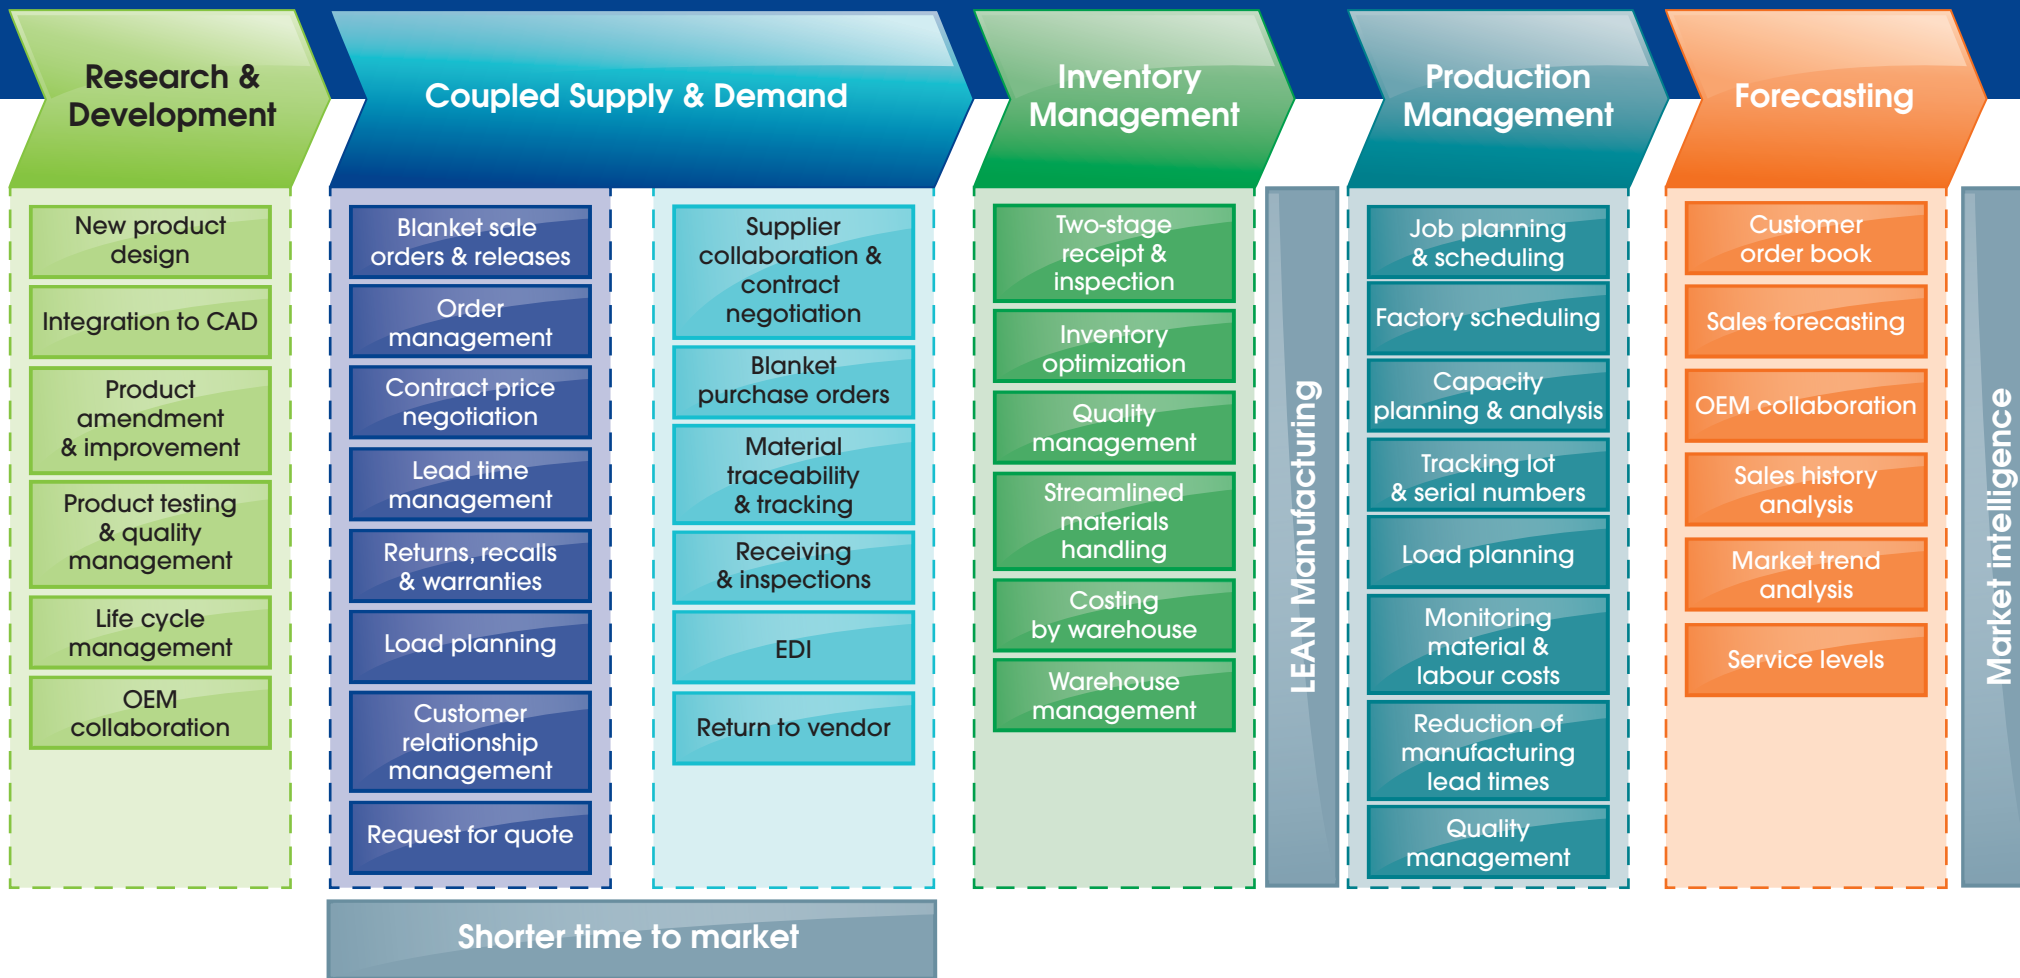 Research &
Development
Coupled Supply & Demand
Inventory
Management
Production
Management
Forecasting
New product
design
Integration to CAD
Product
amendment
& improvement
Product testing
& quality
management
Life cycle
management
OEM
collaboration
Blanket sale
orders & releases
Order
management
Contract price
negotiation
Lead time
management
Returns, recalls
& warranties
Load planning
Customer
relationship
management
Request for quote
Supplier
collaboration &
contract
negotiation
Blanket
purchase orders
Material
traceability
& tracking
Receiving
& inspections
EDI
Return to vendor
Shorter time to market
Two-stage
receipt &
inspection
Inventory
optimization
Quality
management
Streamlined
materials
handling
Costing
by warehouse
Warehouse
management
LEAN Manufacturing
Job planning
& scheduling
Factory scheduling
Capacity
planning & analysis
Tracking lot
& serial numbers
Load planning
Monitoring
material &
labour costs
Reduction of
manufacturing
lead times
Quality
management
Customer
order book
Sales forecasting
OEM collaboration
Sales history
analysis
Market trend
analysis
Service levels
Market intelligence